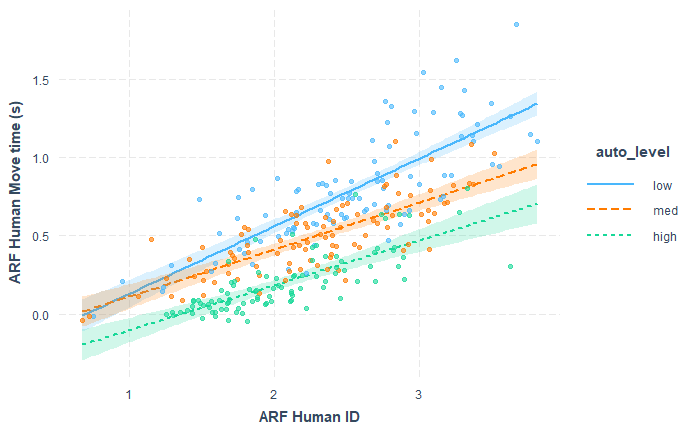 ARF Human Move time (s)
1.5
1.0
0.5
0.0
1
2
3
ARF Human ID
auto_level
low
med
high